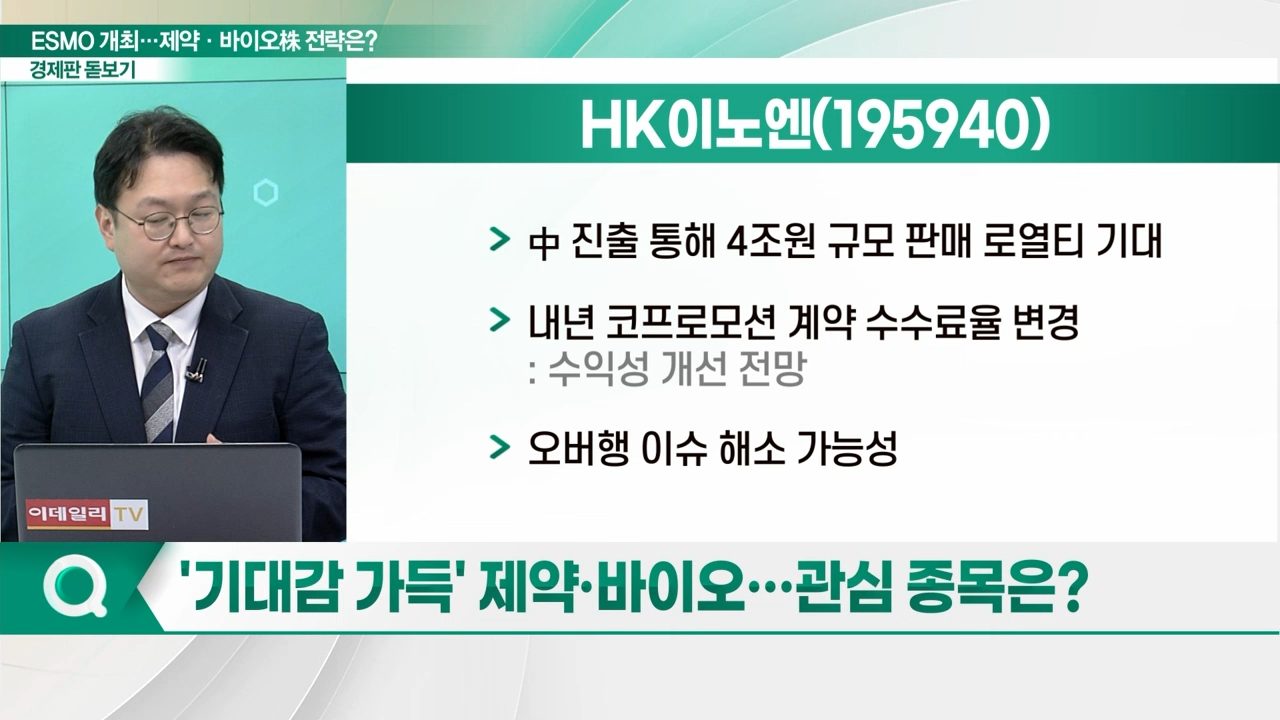 ESMO 개최…제약·바이오株 전략은?
경제판 돋보기
HK이노엔(195940)
> 中 진출 통해 4조원 규모 판매 로열티 기대
> 내년 코프로모션 계약 수수료율 변경
: 수익성 개선 전망
> 오버행 이슈 해소 가능성
이데일리 TV
'기대감 가득' 제약·바이오…관심 종목은?